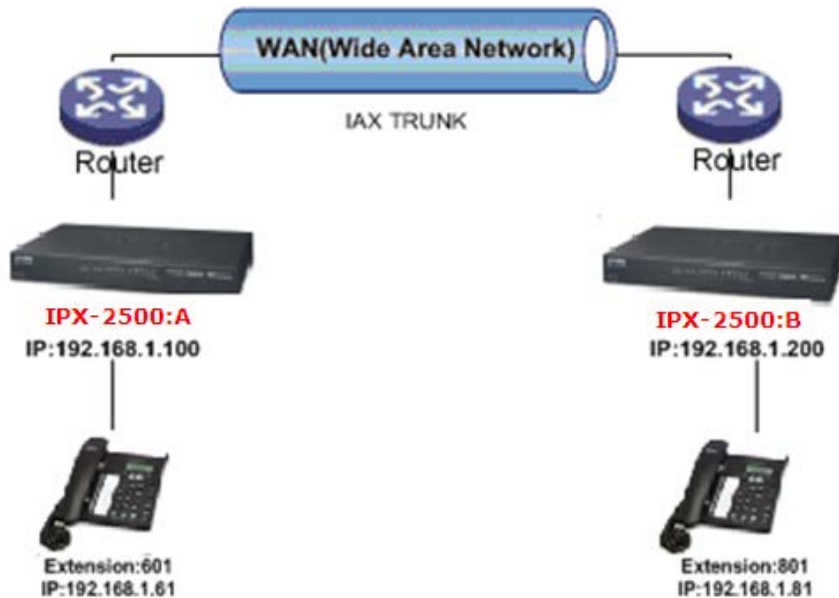 WAN(Wide Area Network)
IAX TRUNK
Router
Router
IPX-2500:A
IP:192.168.1.100
IPX-2500:B
IP:192.168.1.200
Extension:601
IP:192.168.1.61
Extension:801
IP:192.168.1.81